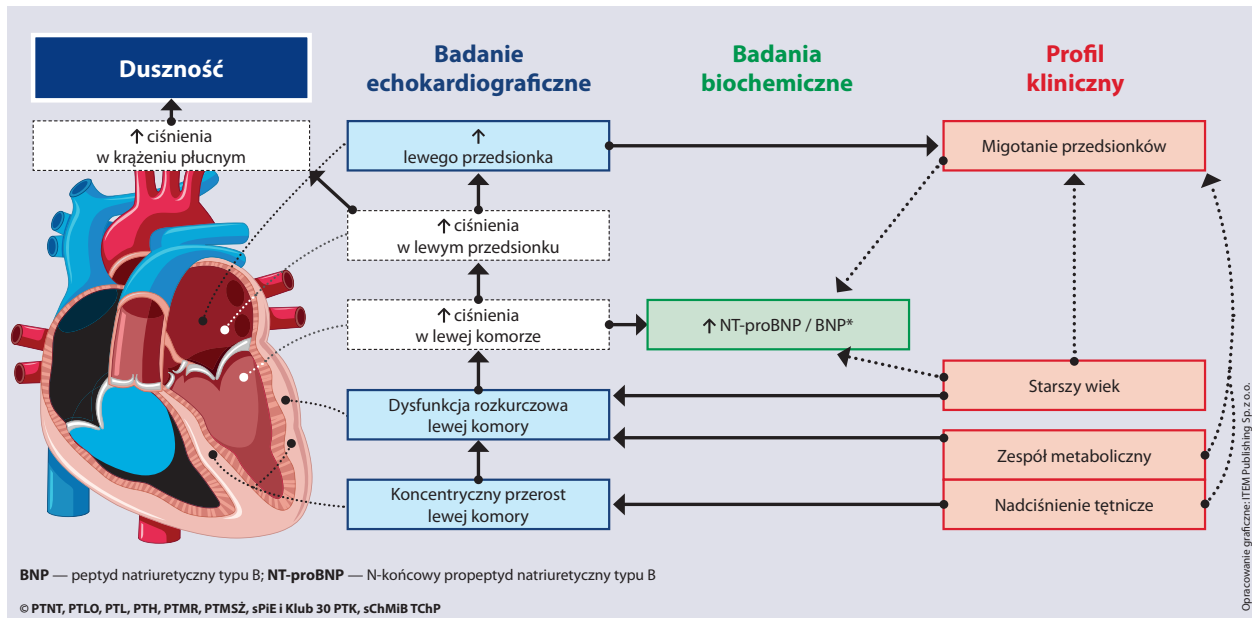 Duszność
↑ ciśnienia
w krążeniu płucnym
Badanie
echokardiograficzne
↑
lewego przedsionka
↑ ciśnienia
w lewym przedsionku
↑ ciśnienia
w lewej komorze
Dysfunkcja rozkurczowa
lewej komory
Koncentryczny przerost
lewej komory
Badania
biochemiczne
↑ NT-proBNP / BNP*
Profil
kliniczny
Migotanie przedsionków
Starszy wiek
Zespół metaboliczny
Nadciśnienie tętnicze
BNP — peptyd natriuretyczny typu B; NT-proBNP — N-końcowy propeptyd natriuretyczny typu B
© PTNT, PTLO, PTL, PTH, PTMR, PTMSŻ, sPiE i Klub 30 PTK, sChMiB TChP
Opracowanie graficzne: ITEM Publishing Sp. z o.o.